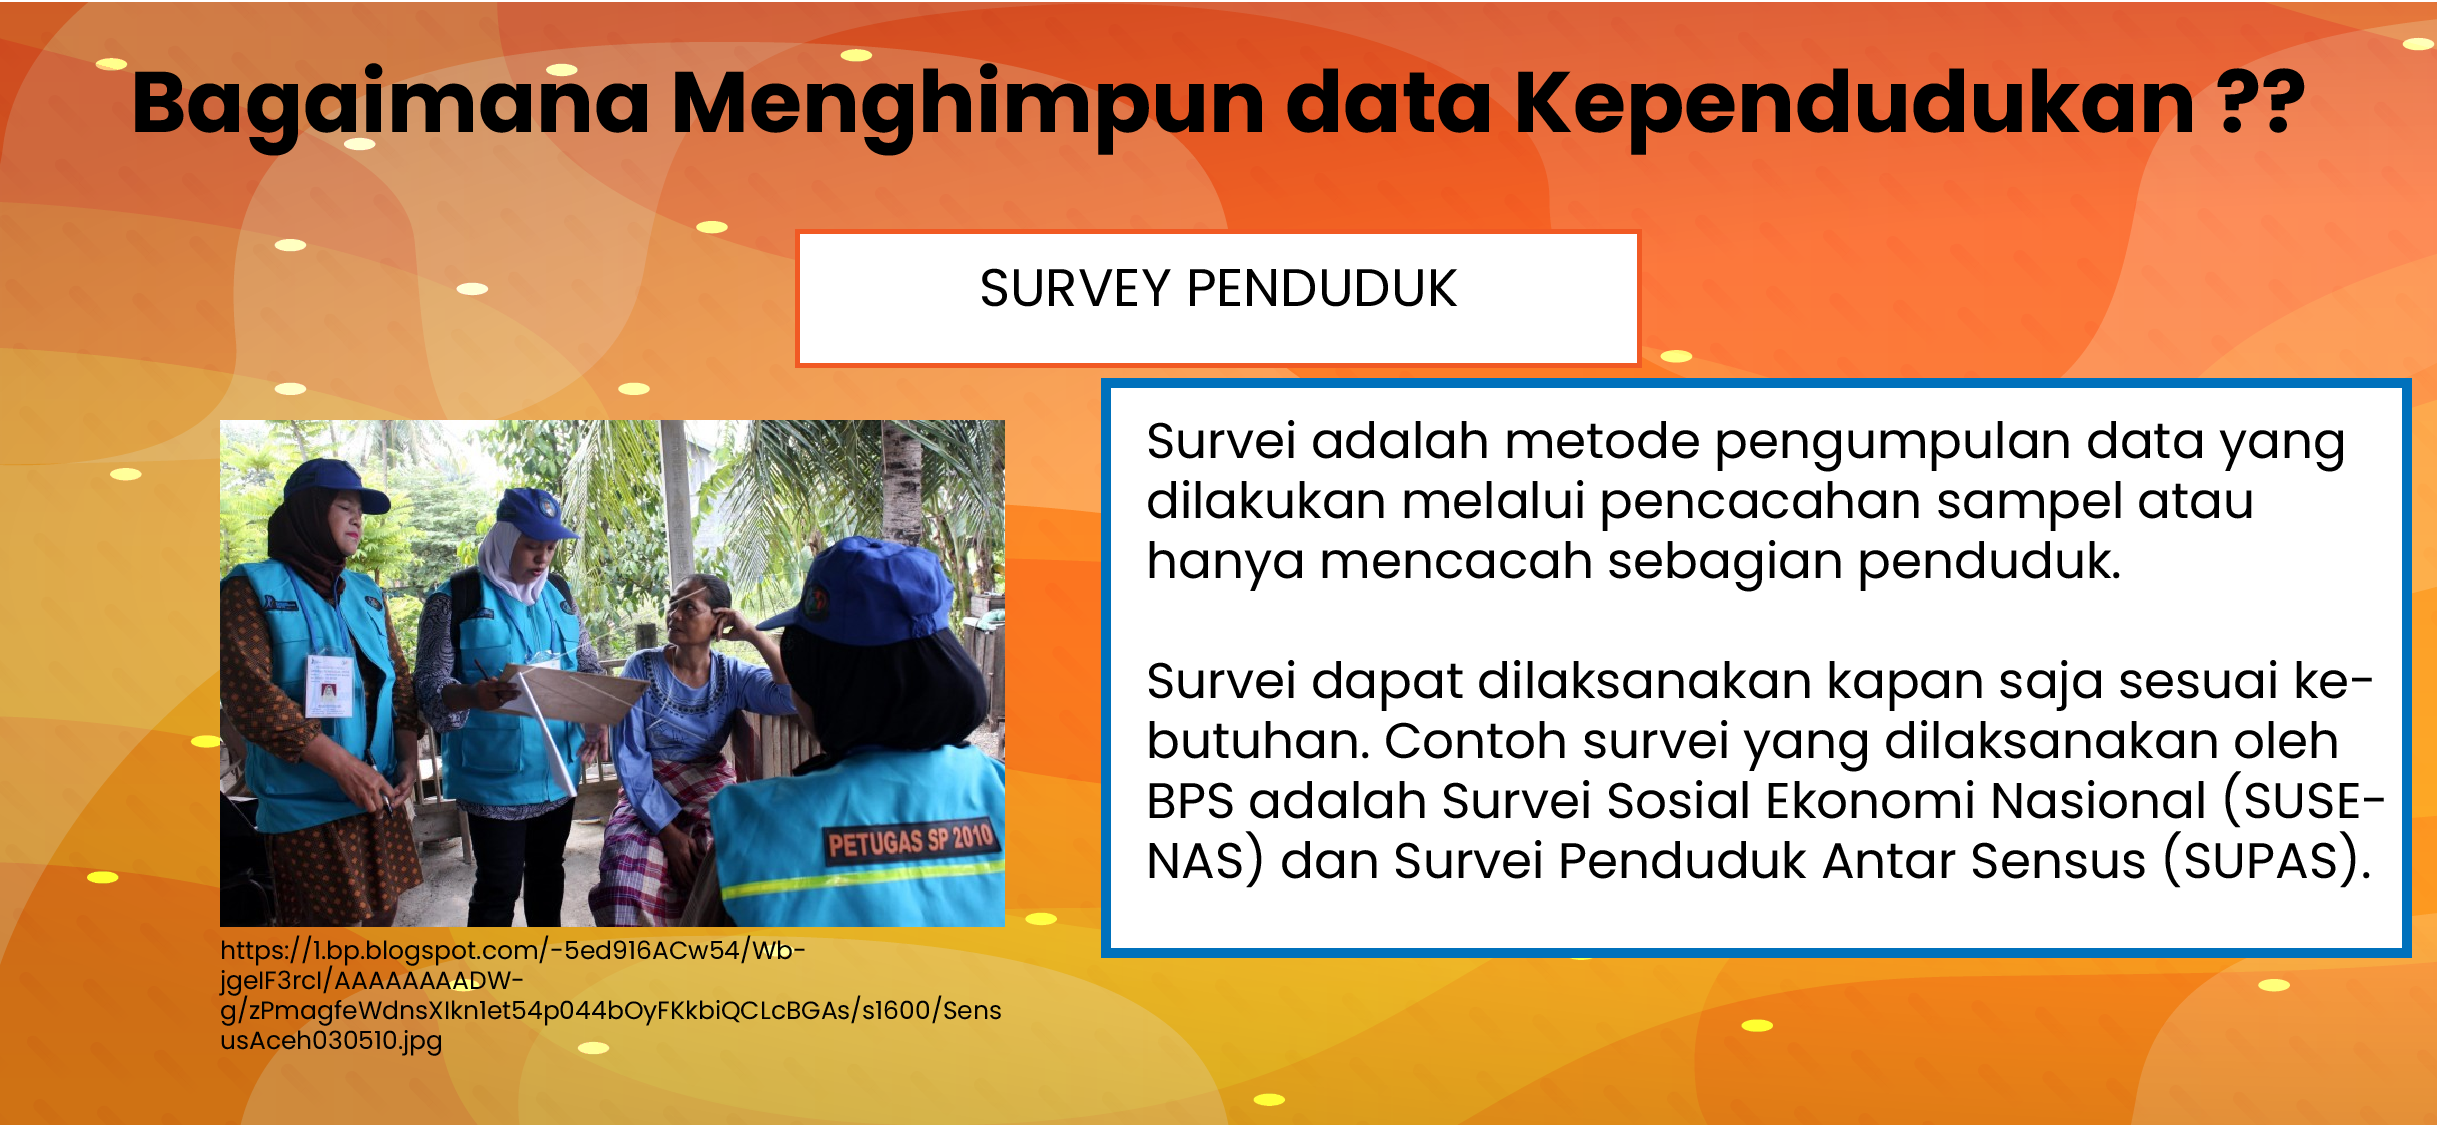 Bagaimana Menghimpun data Kependudukan ??
SURVEY PENDUDUK
Survei adalah metode pengumpulan data yang
dilakukan melalui pencacahan sampel atau
hanya mencacah sebagian penduduk.
Survei dapat dilaksanakan kapan saja sesuai ke-
butuhan. Contoh survei yang dilaksanakan oleh
BPS adalah Survei Sosial Ekonomi Nasional (SUSE-
NAS) dan Survei Penduduk Antar Sensus (SUPAS).
PETUGAS SP 2010
https://1.bp.blogspot.com/-5ed916ACw54/Wb-
jgeIF3rcI/AAAAAAAADW-
g/zPmagfeWdnsXIkn1et54p044bOyFKkbiQCLcBGAs/s1600/Sens
usAceh030510.jpg